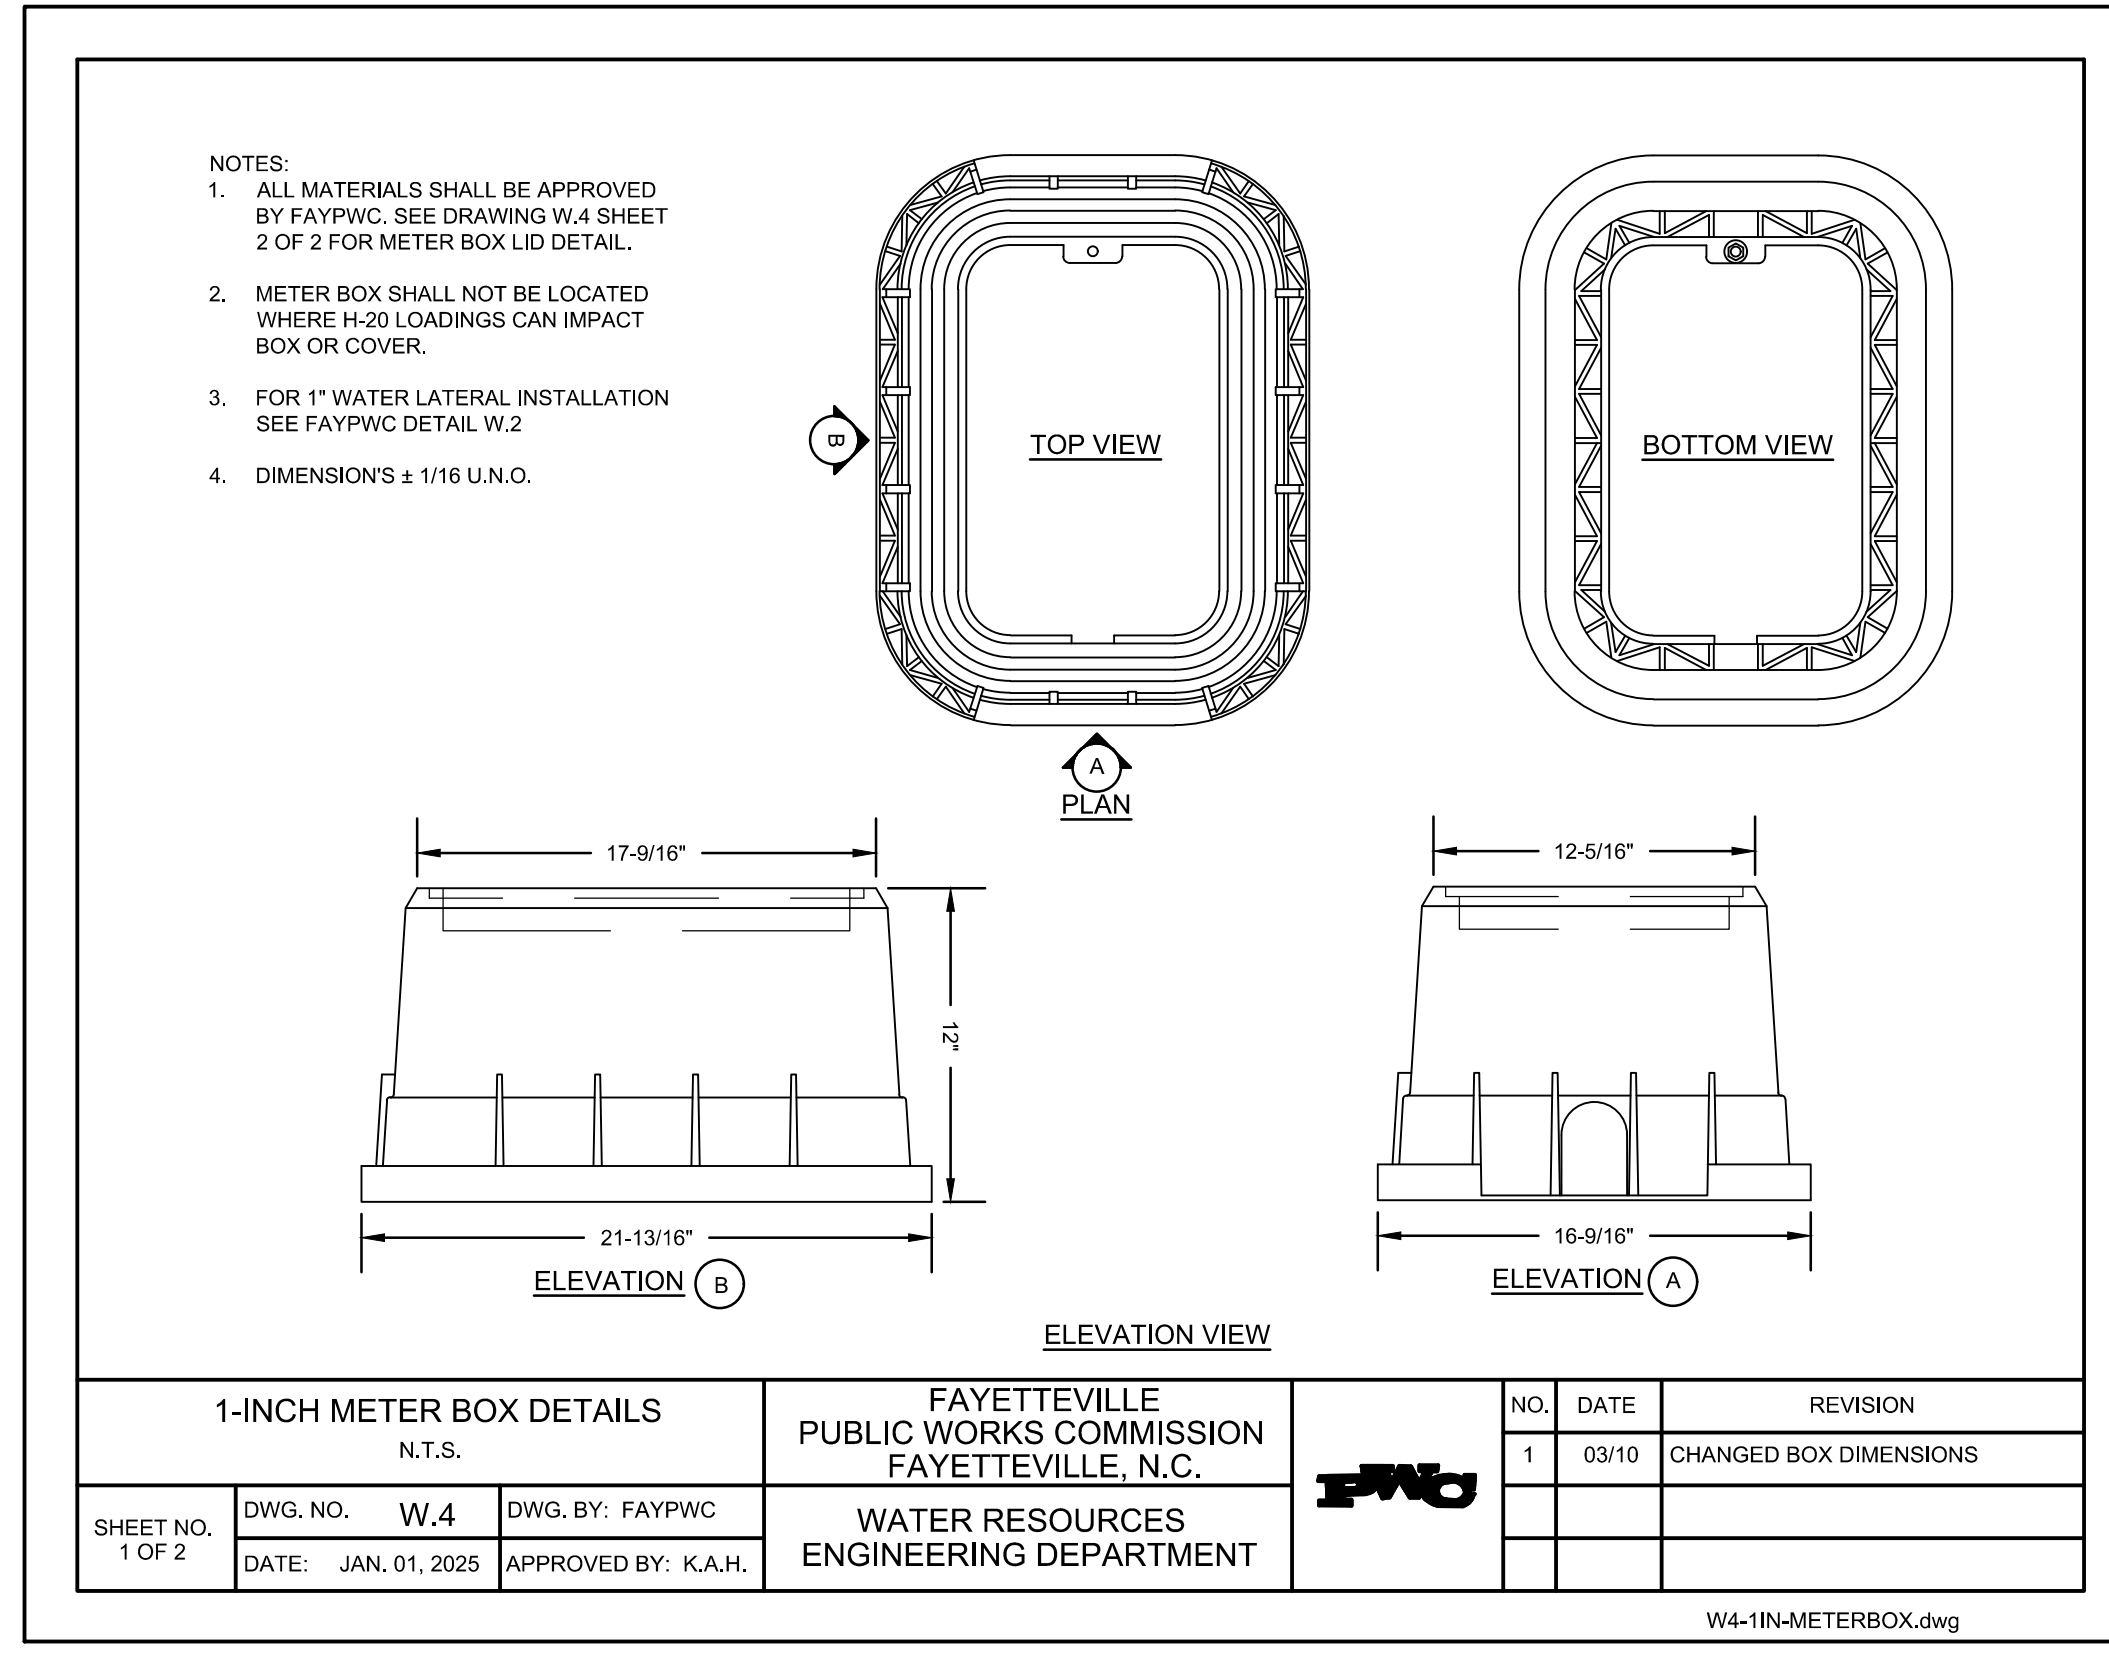 NOTES:
1. ALL MATERIALS SHALL BE APPROVED
BY FAYPWC. SEE DRAWING W.4 SHEET
2 OF 2 FOR METER BOX LID DETAIL.
2. METER BOX SHALL NOT BE LOCATED
WHERE H-20 LOADINGS CAN IMPACT
BOX OR COVER.
3. FOR 1" WATER LATERAL INSTALLATION
SEE FAYPWC DETAIL W.2
4. DIMENSION'S ± 1/16 U.N.O.
B
TOP VIEW
BOTTOM VIEW
A
PLAN
17-9/16"
12"
21-13/16"
ELEVATION B
12-5/16"
16-9/16"
ELEVATION A
ELEVATION VIEW
1-INCH METER BOX DETAILS
N.T.S.
SHEET NO.
1 OF 2
DWG. NO. W.4
DWG. BY: FAYPWC
DATE: JAN. 01, 2025
APPROVED BY: K.A.H.
FAYETTEVILLE
PUBLIC WORKS COMMISSION
FAYETTEVILLE, N.C.
WATER RESOURCES
ENGINEERING DEPARTMENT
PWC
NO. DATE REVISION
1 03/10 CHANGED BOX DIMENSIONS
W4-1IN-METERBOX.dwg